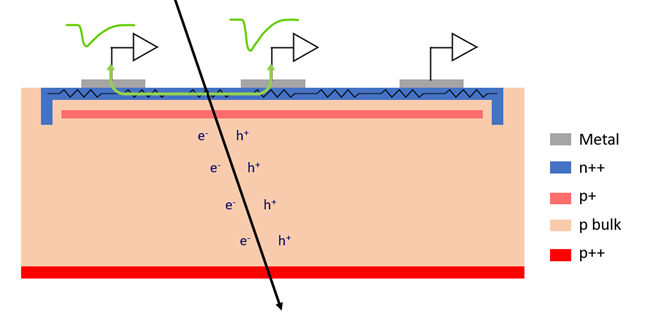 e- h+
e- h+
e- h+
e- h+
Metal
n++
p+
p bulk
p++